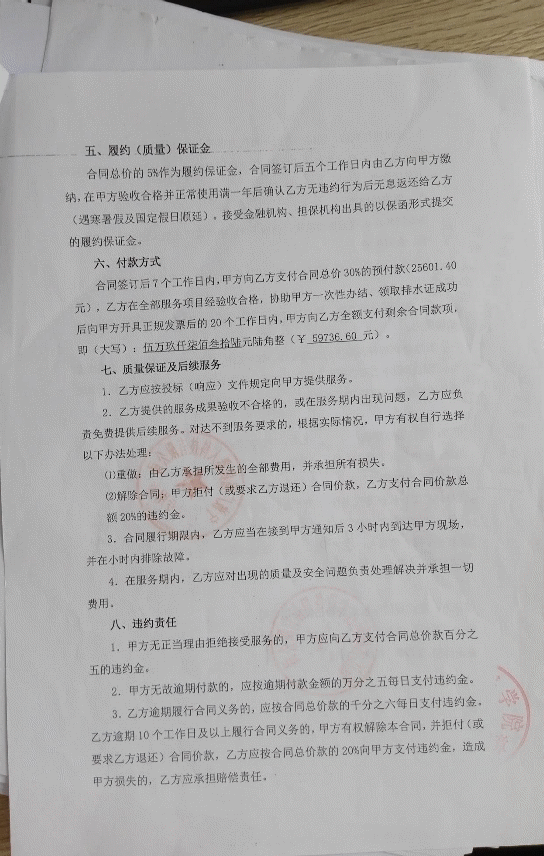 五、履约（质量）保证金
合同总价的 5%作为履约保证金，合同签订后五个工作日内由乙方向甲方缴
纳，在甲方验收合格并正常使用满一年后确认乙方无违约行为后无息返还给乙方
（遇寒暑假及国定假日顺延）。接受金融机构、担保机构出具的以保函形式提交
的履约保证金。
六、付款方式
合同签订后 7 个工作日内，甲方向乙方支付合同总价 30%的预付款（25601.40
元），乙方在全部服务项目经验收合格，协助甲方一次性办结、领取排水证成功
后向甲方开具正规发票后的 20 个工作日内，甲方向乙方全额支付剩余合同款项，
即（大写）：伍万玖仟柒佰叁拾陆元陆角整（￥ 59736.60 元）。
七、质量保证及后续服务
1．乙方应按投标（响应）文件规定向甲方提供服务。
2．乙方提供的服务成果验收不合格的，或在服务期内出现问题，乙方应负
责免费提供后续服务。对达不到服务要求的，根据实际情况，甲方有权自行选择
以下办法处理：
⑴重做：由乙方承担所发生的全部费用，并承担所有损失。
⑵解除合同：甲方拒付（或要求乙方退还）合同价款，乙方支付合同价款总
额 20%的违约金。
3．合同履行期限内，乙方应当在接到甲方通知后 3 小时内到达甲方现场，
并在小时内排除故障。
4．在服务期内，乙方应对出现的质量及安全问题负责处理解决并承担一切
费用。
八、违约责任
1．甲方无正当理由拒绝接受服务的，甲方应向乙方支付合同总价款百分之
五的违约金。
2．甲方无故逾期付款的，应按逾期付款金额的万分之五每日支付违约金。
3．乙方逾期履行合同义务的，应按合同总价款的千分之六每日支付违约金。
乙方逾期 10 个工作日及以上履行合同义务的，甲方有权解除本合同，并拒付（或
要求乙方退还）合同价款，乙方应按合同总价款的 20%向甲方支付违约金，造成
甲方损失的，乙方应承担赔偿责任。
学院